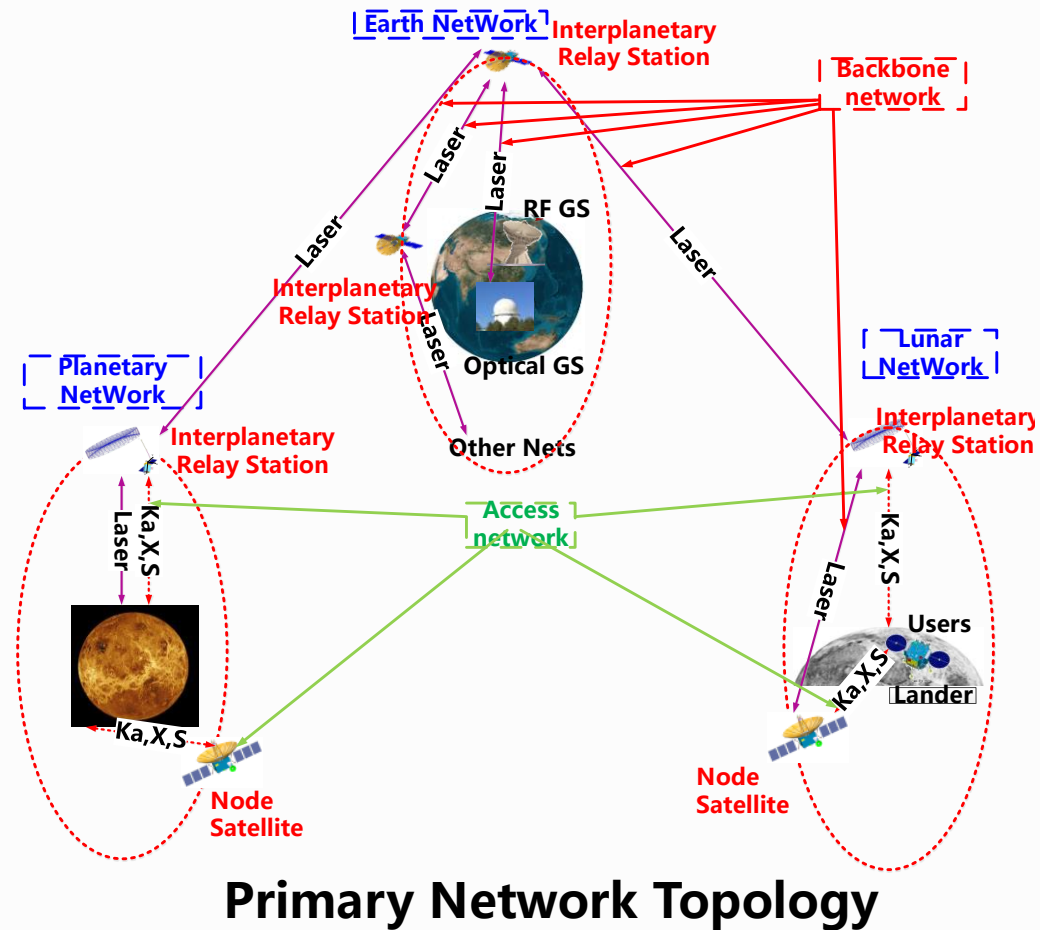 Earth NetWork
Interplanetary
Relay Station
Backbone
network
Laser
Laser
Laser
Laser
RF GS
Interplanetary
Relay Station
Laser
Optical GS
Other Nets
Planetary
NetWork
Interplanetary
Relay Station
Lunar
NetWork
Interplanetary
Relay Station
Access
network
Laser
Ka,X,S
Ka,X,S
Laser
Ka,X,S
Ka,X,S
Users
Lander
Node
Satellite
Node
Satellite
Primary Network Topology